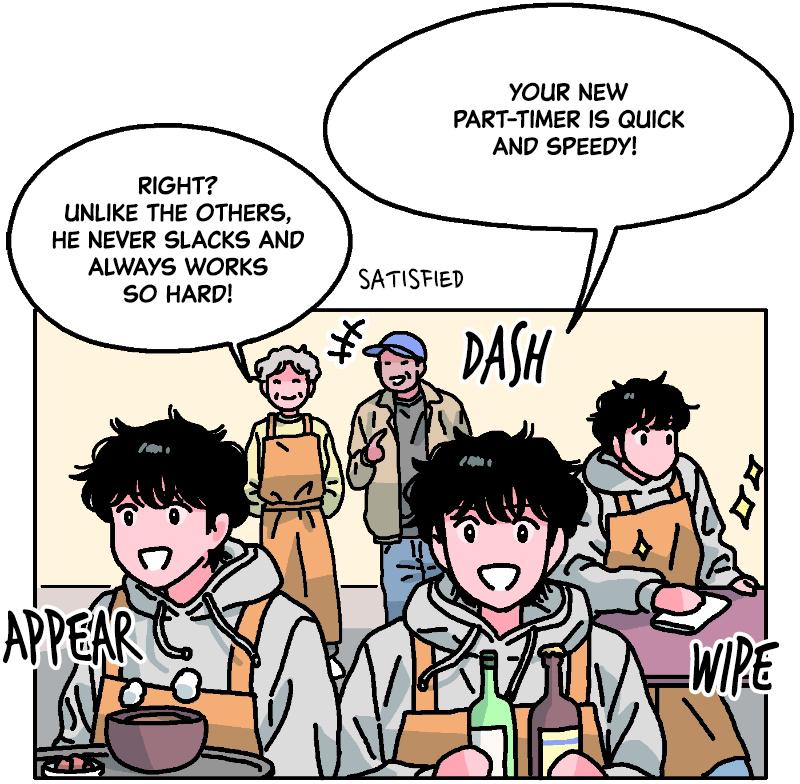 YOUR NEW
PART-TIMER IS QUICK
AND SPEEDY!
RIGHT?
UNLIKE THE OTHERS,
HE NEVER SLACKS AND
ALWAYS WORKS
SO HARD!
SATISFIED
DASH
APPEAR
WIPE